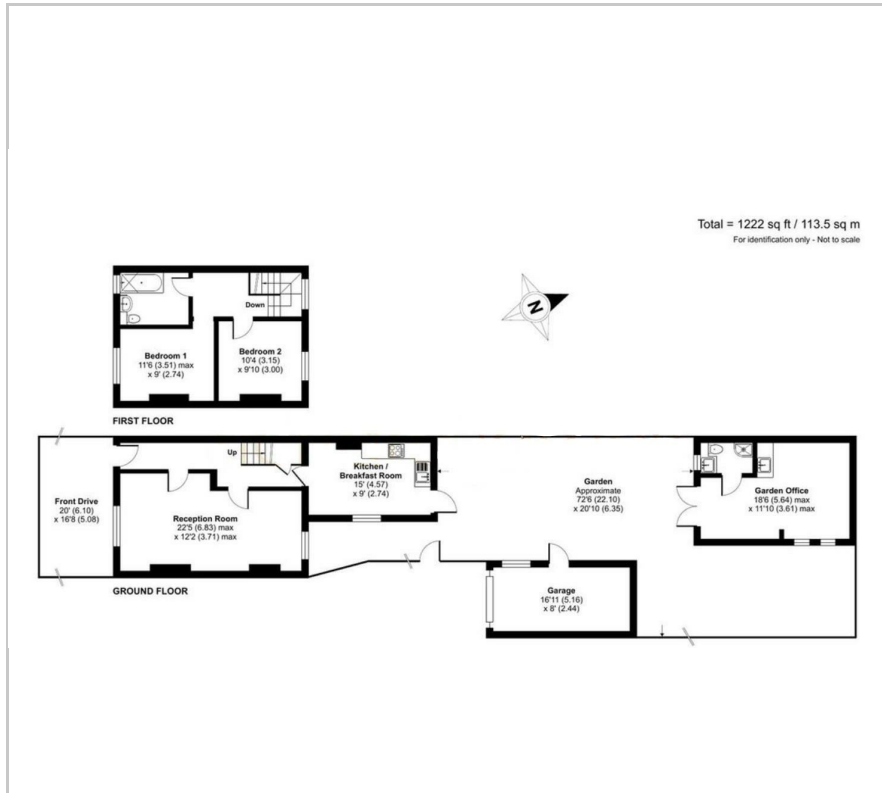 Total = 1222 sq ft / 113.5 sq m
For identification only - Not to scale
N
Down
Bedroom 1
11'6 (3.51) max
x 9' (2.74)
Bedroom 2
10'4 (3.15)
x 9'10 (3.00)
FIRST FLOOR
Up
Kitchen /
Breakfast Room
15' (4.57)
x 9' (2.74)
Front Drive
20' (6.10)
x 16'8 (5.08)
Reception Room
22'5 (6.83) max
x 12'2 (3.71) max
Garden
Approximate
72'6 (22.10)
x 20'10 (6.35)
Garden Office
18'6 (5.64) max
x 11'10 (3.61) max
Garage
16'11 (5.16)
x 8' (2.44)
GROUND FLOOR